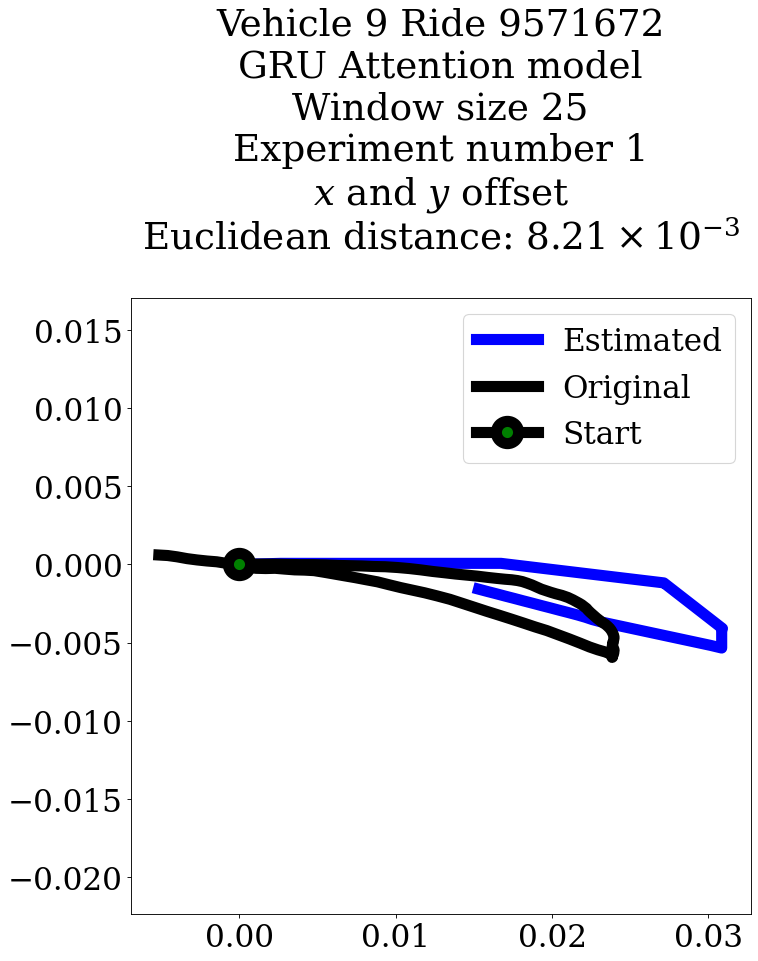 Vehicle 9 Ride 9571672
GRU Attention model
Window size 25
Experiment number 1
x and y offset
Euclidean distance: 8.21 × 10⁻³
Estimated
Original
Start
0.015
0.010
0.005
0.000
−0.005
−0.010
−0.015
−0.020
0.00 0.01 0.02 0.03